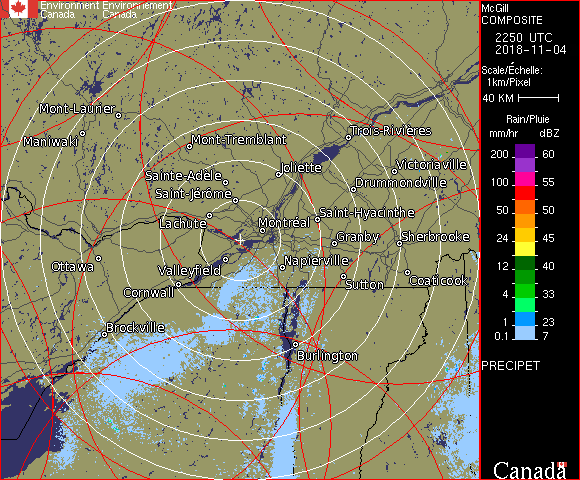 Environment Environnement
Canada Canada
McGill
COMPOSITE
2250 UTC
2018-11-04
Scale/Échelle:
1km/Pixel
40 KM
Rain/Pluie
mm/hr dBZ
200 60
155
100 55
50 50
24 45
12 40
4 33
1 23
0.1 7
PRECIPET
Canada
Mont-Laurier
Maniwaki
Mont-Tremblant
Trois-Rivières
Joliette
Victoriaville
Sainte-Adèle
Drummondville
Saint-Jérôme
Saint-Hyacinthe
Lachute
Montréal
Granby
Sherbrooke
Ottawa
Valleyfield
Napierville
Cornwall
Sutton
Coaticook
Brockville
Burlington